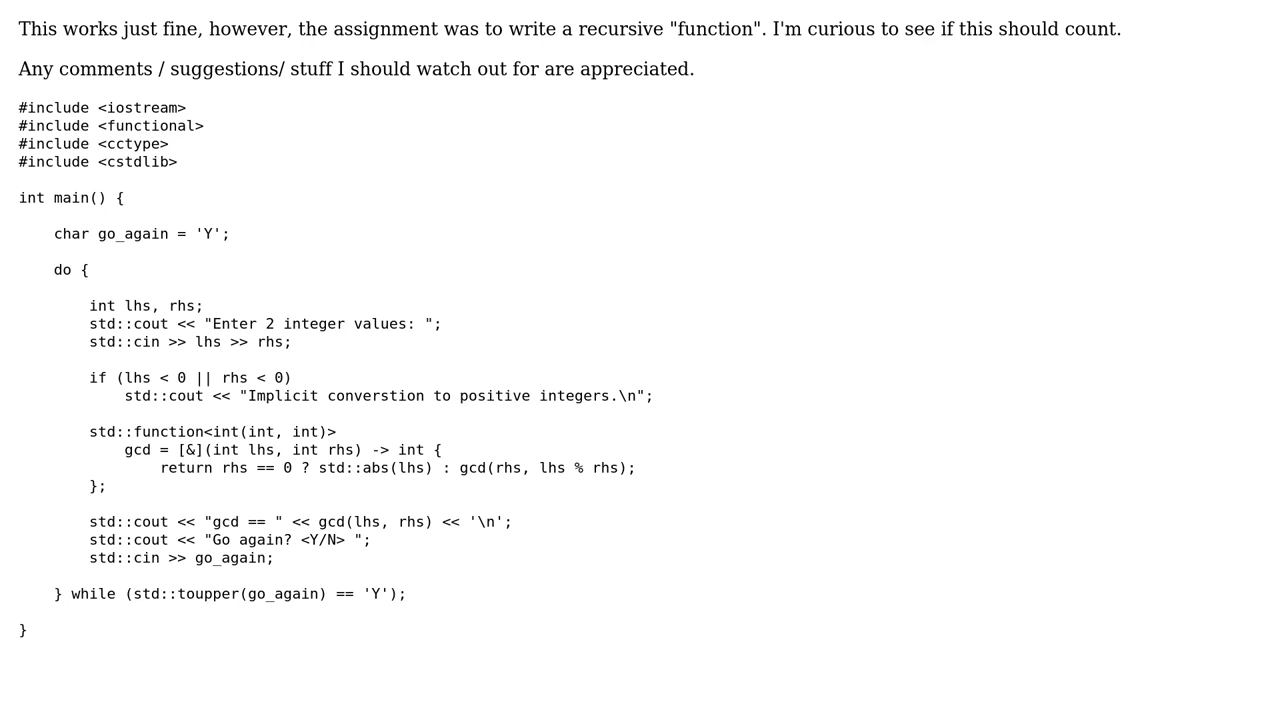 This works just fine, however, the assignment was to write a recursive "function". I'm curious to see if this should count.
Any comments / suggestions/ stuff I should watch out for are appreciated.
#include <iostream>
#include <functional>
#include <cctype>
#include <cstdlib>
int main() {
    char go_again = 'Y';
    do {
        int lhs, rhs;
        std::cout << "Enter 2 integer values: ";
        std::cin >> lhs >> rhs;
        if (lhs < 0 || rhs < 0)
            std::cout << "Implicit converstion to positive integers.\n";
        std::function<int(int, int)>
            gcd = [&](int lhs, int rhs) -> int {
                return rhs == 0 ? std::abs(lhs) : gcd(rhs, lhs % rhs);
        };
        std::cout << "gcd == " << gcd(lhs, rhs) << '\n';
        std::cout << "Go again? <Y/N> ";
        std::cin >> go_again;
    } while (std::toupper(go_again) == 'Y');
}